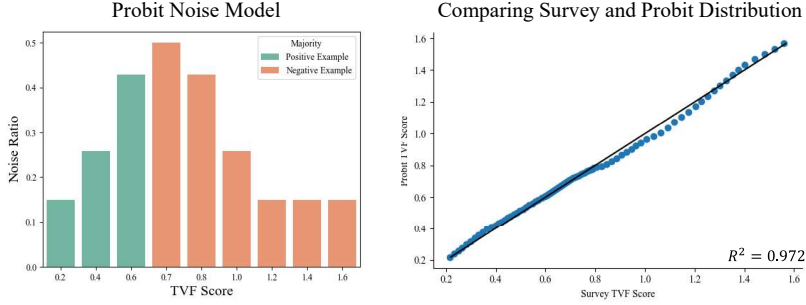 Probit Noise Model
Noise Ratio
0.5
0.4
0.3
0.2
0.1
0.0
Majority
Positive Example
Negative Example
0.2 0.4 0.6 0.7 0.8 1.0 1.2 1.4 1.6
TVF Score
Comparing Survey and Probit Distribution
Probit TVF Score
1.6
1.4
1.2
1.0
0.8
0.6
0.4
0.2
R² = 0.972
0.2 0.4 0.6 0.8 1.0 1.2 1.4 1.6
Survey TVF Score